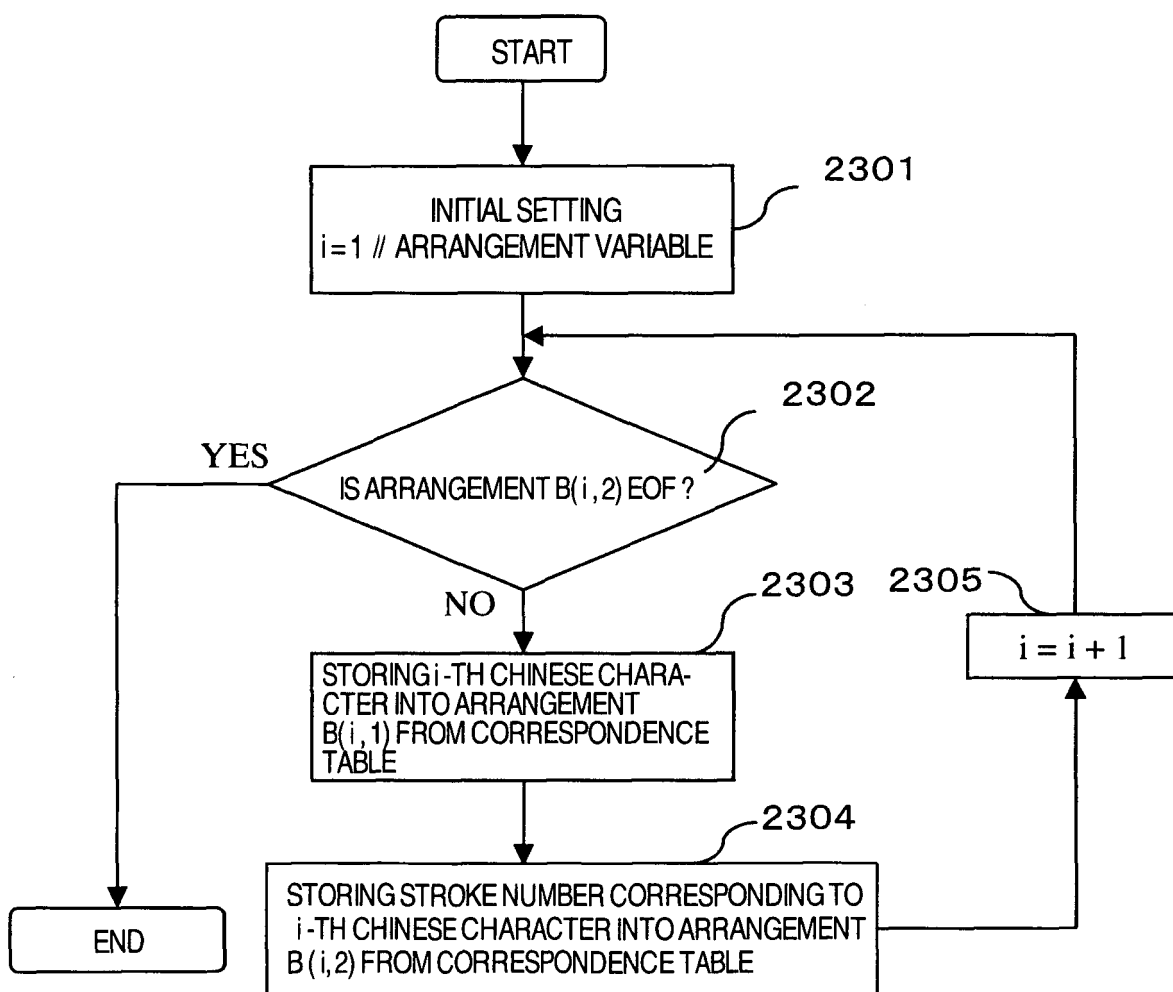 START
2301
INITIAL SETTING
i=1 // ARRANGEMENT VARIABLE
2302
YES
IS ARRANGEMENT B(i,2) EOF ?
NO
2303
2305
STORING i-TH CHINESE CHARA-
CTER INTO ARRANGEMENT
B(i,1) FROM CORRESPONDENCE
TABLE
i = i + 1
2304
STORING STROKE NUMBER CORRESPONDING TO
i-TH CHINESE CHARACTER INTO ARRANGEMENT
B(i,2) FROM CORRESPONDENCE TABLE
END